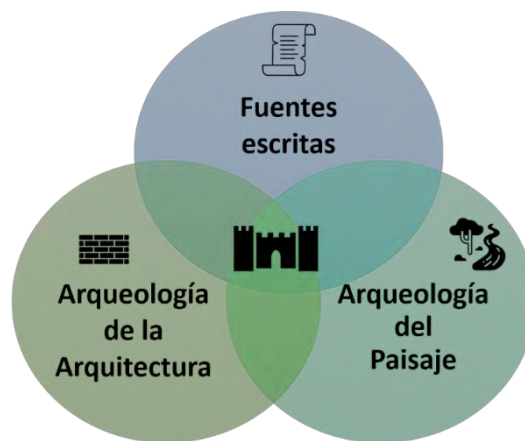 Fuentes
escritas
Arqueología
de la
Arquitectura
Arqueología
del
Paisaje